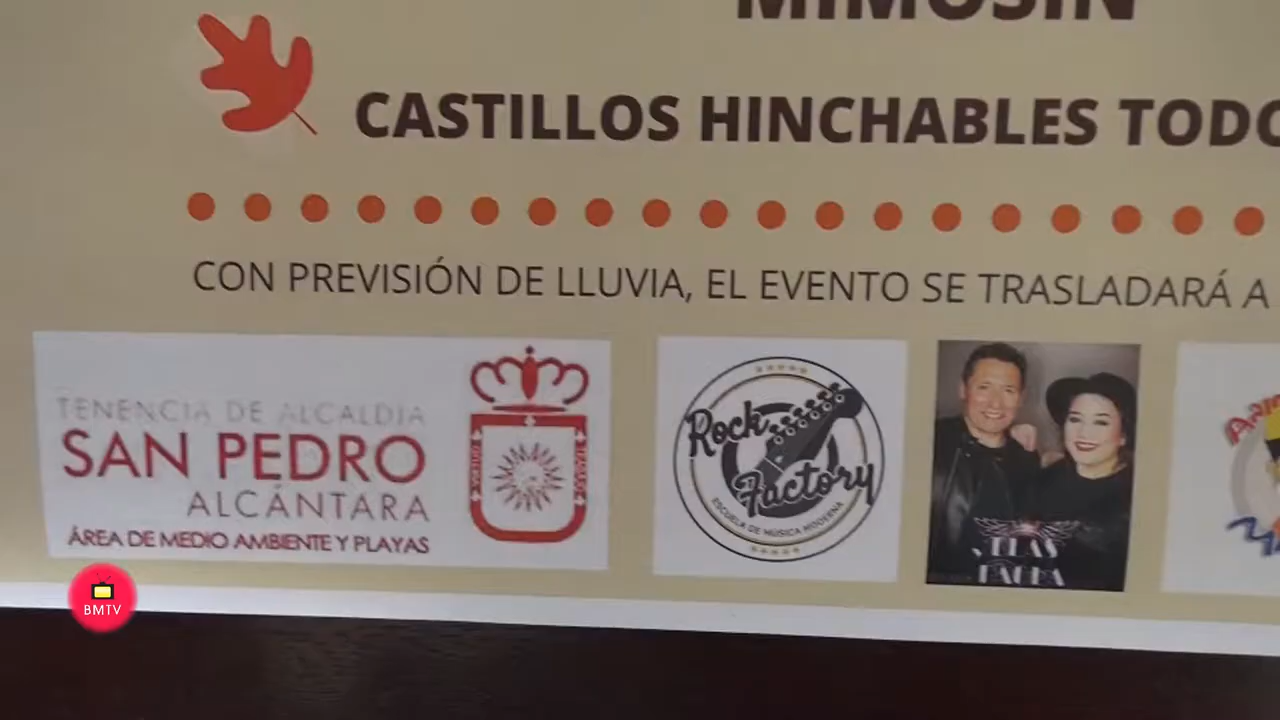 MIMOSIN
CASTILLOS HINCHABLES TODO
CON PREVISIÓN DE LLUVIA, EL EVENTO SE TRASLADARÁ A
TENENCIA DE ALCALDIA
SAN PEDRO
ALCÁNTARA
ÁREA DE MEDIO AMBIENTE Y PLAYAS
Rock
Factory
ESCUELA DE MÚSICA MODERNA
BMTV